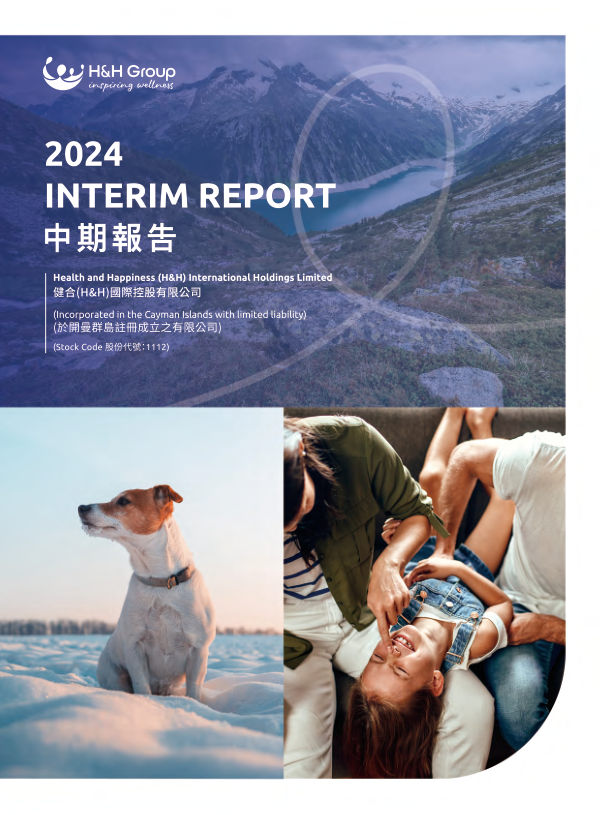 H&H Group
inspiring wellness
2024
INTERIM REPORT
中期報告
Health and Happiness (H&H) International Holdings Limited
健合(H&H)國際控股有限公司
(Incorporated in the Cayman Islands with limited liability)
(於開曼群島註冊成立之有限公司)
(Stock Code 股份代號：1112)